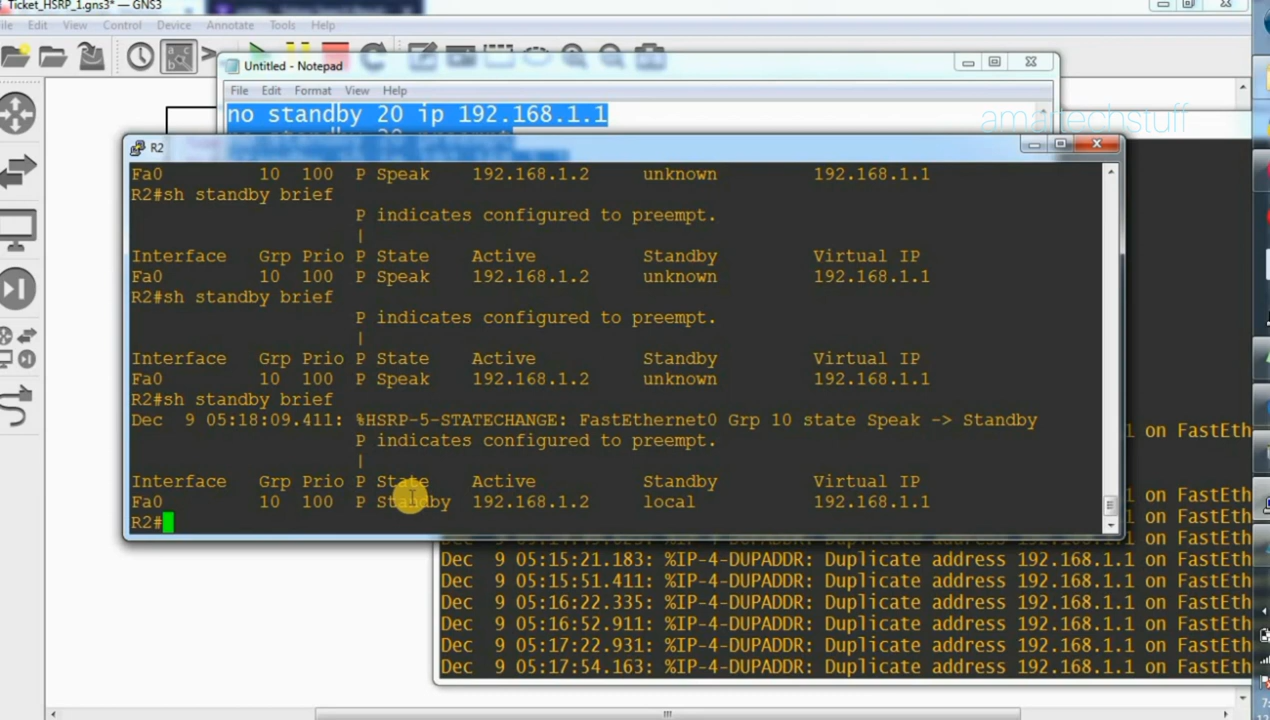 Ticket_HSRP_1.gns3* — GNS3
File Edit View Control Device Annotate Tools Help
Untitled - Notepad
File Edit Format View Help
no standby 20 ip 192.168.1.1
amartechstuff
R2
Fa0 10 100 P Speak 192.168.1.2 unknown 192.168.1.1
R2#sh standby brief
P indicates configured to preempt.
|
Interface Grp Prio P State Active Standby Virtual IP
Fa0 10 100 P Speak 192.168.1.2 unknown 192.168.1.1
R2#sh standby brief
P indicates configured to preempt.
|
Interface Grp Prio P State Active Standby Virtual IP
Fa0 10 100 P Speak 192.168.1.2 unknown 192.168.1.1
R2#sh standby brief
Dec 9 05:18:09.411: %HSRP-5-STATECHANGE: FastEthernet0 Grp 10 state Speak -> Standby
P indicates configured to preempt.
|
Interface Grp Prio P State Active Standby Virtual IP
Fa0 10 100 P Standby 192.168.1.2 local 192.168.1.1
R2#
1 on FastEth
1 on FastEth
1 on FastEth
Dec 9 05:15:21.183: %IP-4-DUPADDR: Duplicate address 192.168.1.1 on FastEth
Dec 9 05:15:51.411: %IP-4-DUPADDR: Duplicate address 192.168.1.1 on FastEth
Dec 9 05:16:22.335: %IP-4-DUPADDR: Duplicate address 192.168.1.1 on FastEth
Dec 9 05:16:52.911: %IP-4-DUPADDR: Duplicate address 192.168.1.1 on FastEth
Dec 9 05:17:22.931: %IP-4-DUPADDR: Duplicate address 192.168.1.1 on FastEth
Dec 9 05:17:54.163: %IP-4-DUPADDR: Duplicate address 192.168.1.1 on FastEth